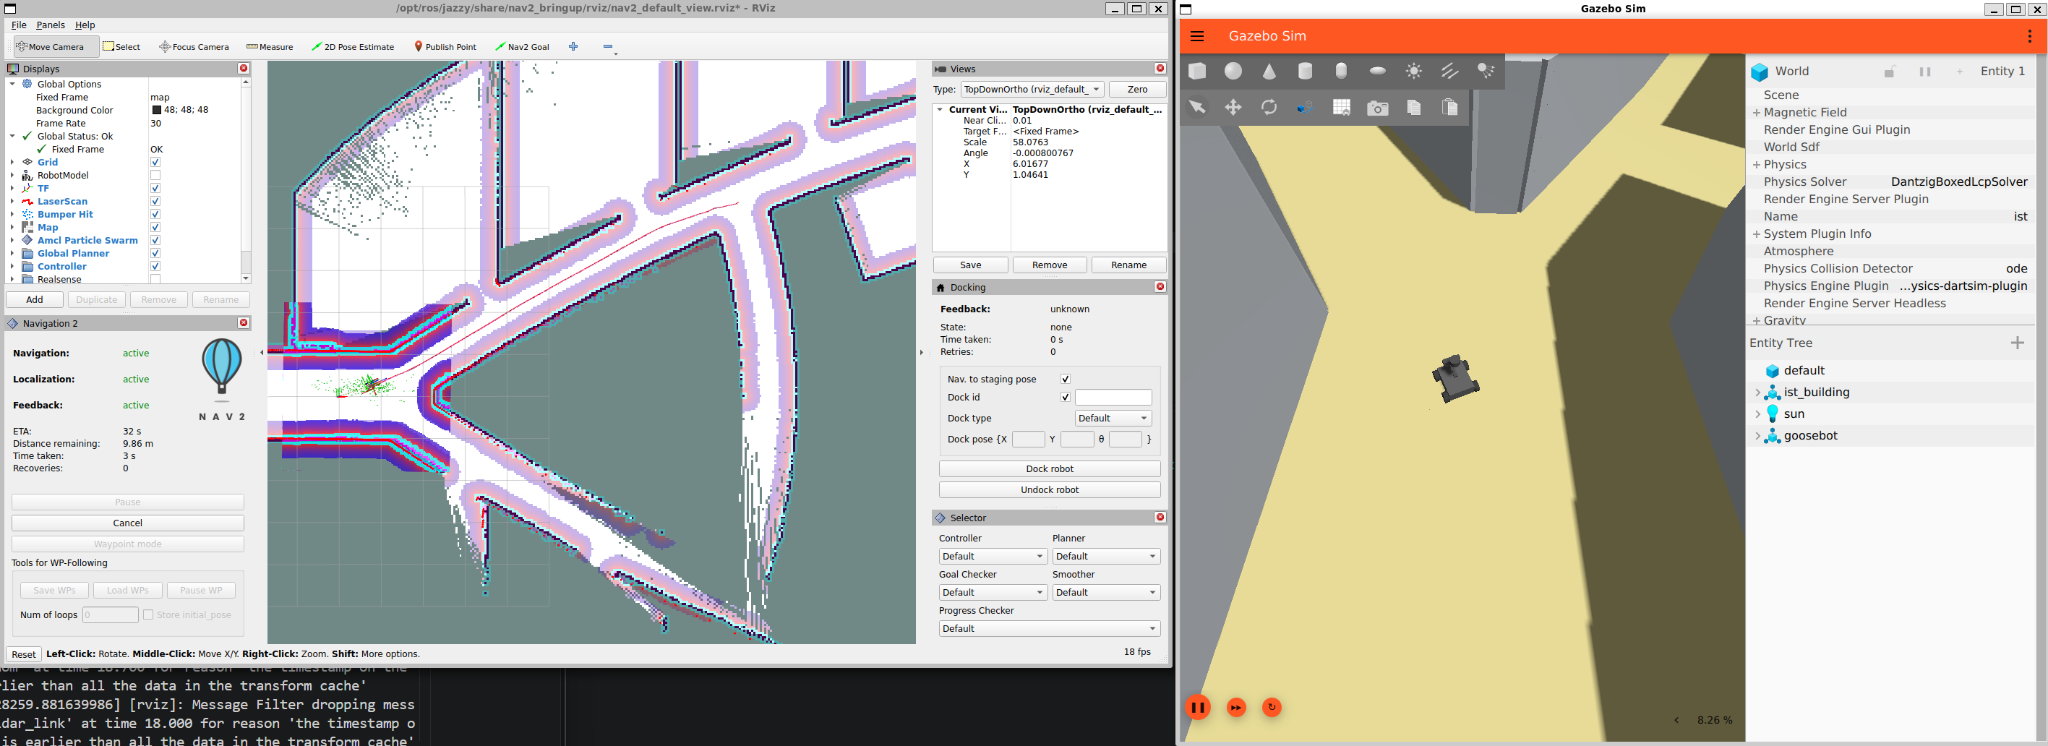 /opt/ros/jazzy/share/nav2_bringup/rviz/nav2_default_view.rviz* - RViz
File Panels Help
Move Camera Select Focus Camera Measure 2D Pose Estimate Publish Point Nav2 Goal
Displays
Global Options
Fixed Frame map
Background Color 48; 48; 48
Frame Rate 30
Global Status: Ok
Fixed Frame OK
Grid
RobotModel
TF
LaserScan
Bumper Hit
Map
Amcl Particle Swarm
Global Planner
Controller
Realsense
Add Duplicate Remove Rename
Navigation 2
Navigation: active
Localization: active
Feedback: active
NAV2
ETA: 32 s
Distance remaining: 9.86 m
Time taken: 3 s
Recoveries: 0
Pause
Cancel
Waypoint mode
Tools for WP-Following
Save WPs Load WPs Pause WP
Num of loops 0 Store initial_pose
Reset Left-Click: Rotate. Middle-Click: Move X/Y. Right-Click: Zoom. Shift: More options.
18 fps
Views
Type: TopDownOrtho (rviz_default_ Zero
Current Vi... TopDownOrtho (rviz_default_...
Near Cli... 0.01
Target F... <Fixed Frame>
Scale 58.0763
Angle -0.000800767
X 6.01677
Y 1.04641
Save Remove Rename
Docking
Feedback: unknown
State: none
Time taken: 0 s
Retries: 0
Nav. to staging pose
Dock id
Dock type Default
Dock pose {X Y θ }
Dock robot
Undock robot
Selector
Controller Planner
Default Default
Goal Checker Smoother
Default Default
Progress Checker
Default
rlier than all the data in the transform cache'
28259.881639986] [rviz]: Message Filter dropping mess
idar_link' at time 18.000 for reason 'the timestamp o
is earlier than all the data in the transform cache'
Gazebo Sim
Gazebo Sim
World Entity 1
Scene
Magnetic Field
Render Engine Gui Plugin
World Sdf
Physics
Physics Solver DantzigBoxedLcpSolver
Render Engine Server Plugin
Name ist
System Plugin Info
Atmosphere
Physics Collision Detector ode
Physics Engine Plugin ...ysics-dartsim-plugin
Render Engine Server Headless
Gravity
Entity Tree
default
ist_building
sun
goosebot
8.26 %